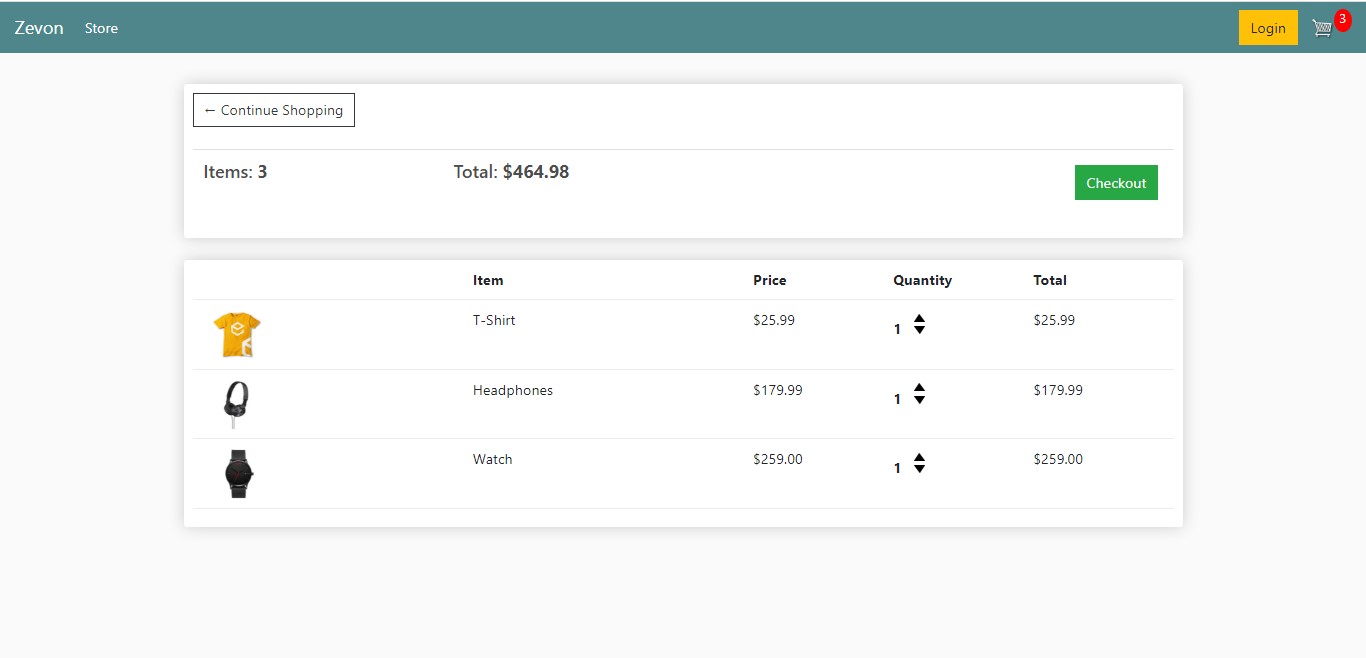 Zevon Store Login 3
← Continue Shopping
Items: 3 Total: $464.98 Checkout
Item Price Quantity Total
T-Shirt $25.99 1 $25.99
Headphones $179.99 1 $179.99
Watch $259.00 1 $259.00